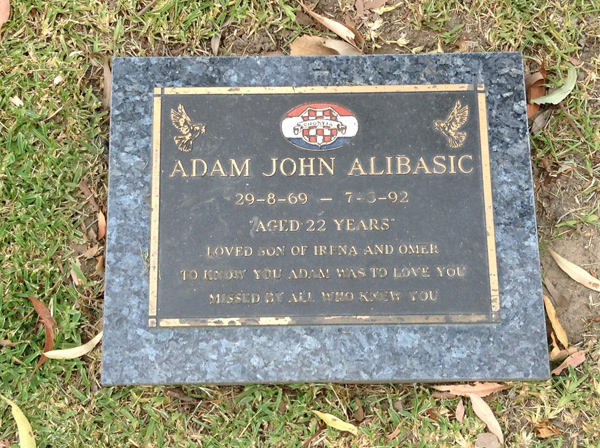 CROATIA
ADAM JOHN ALIBASIC
29-8-69 – 7-3-92
"AGED 22 YEARS"
LOVED SON OF IRENA AND OMER
TO KNOW YOU ADAM WAS TO LOVE YOU
MISSED BY ALL WHO KNEW YOU